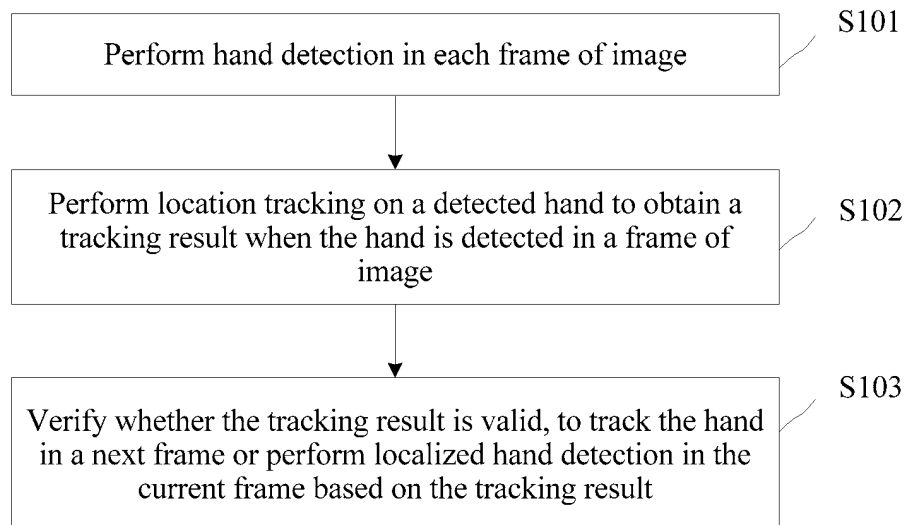 S101
Perform hand detection in each frame of image
Perform location tracking on a detected hand to obtain a
tracking result when the hand is detected in a frame of
image
S102
Verify whether the tracking result is valid, to track the hand
in a next frame or perform localized hand detection in the
current frame based on the tracking result
S103